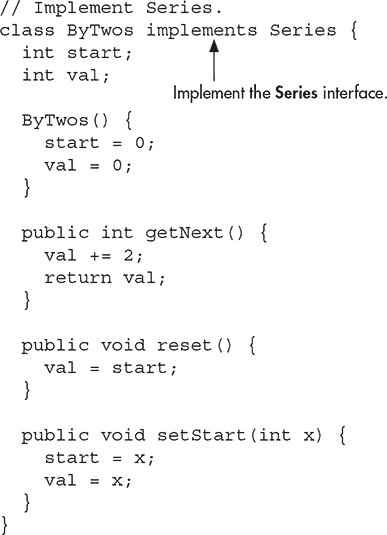 // Implement Series.
class ByTwos implements Series {
  int start;
  int val;
Implement the Series interface.
  ByTwos() {
    start = 0;
    val = 0;
  }
  public int getNext() {
    val += 2;
    return val;
  }
  public void reset() {
    val = start;
  }
  public void setStart(int x) {
    start = x;
    val = x;
  }
}